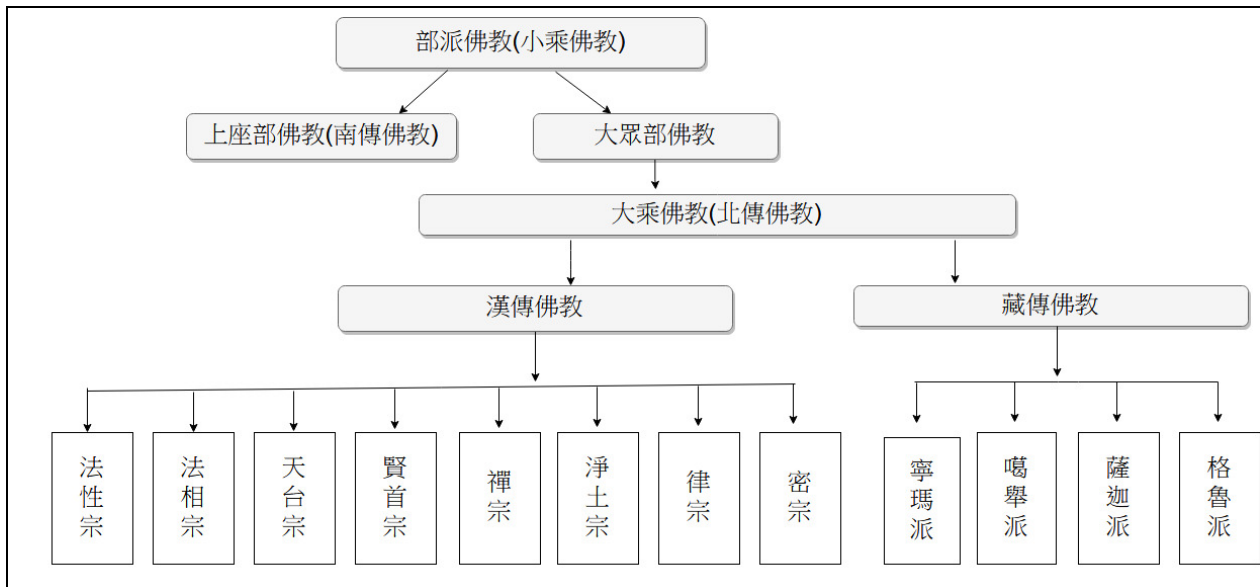 部派佛教(小乘佛教)
上座部佛教(南傳佛教)
大眾部佛教
大乘佛教(北傳佛教)
漢傳佛教
藏傳佛教
法性宗
法相宗
天台宗
賢首宗
禪宗
淨土宗
律宗
密宗
寧瑪派
噶舉派
薩迦派
格魯派